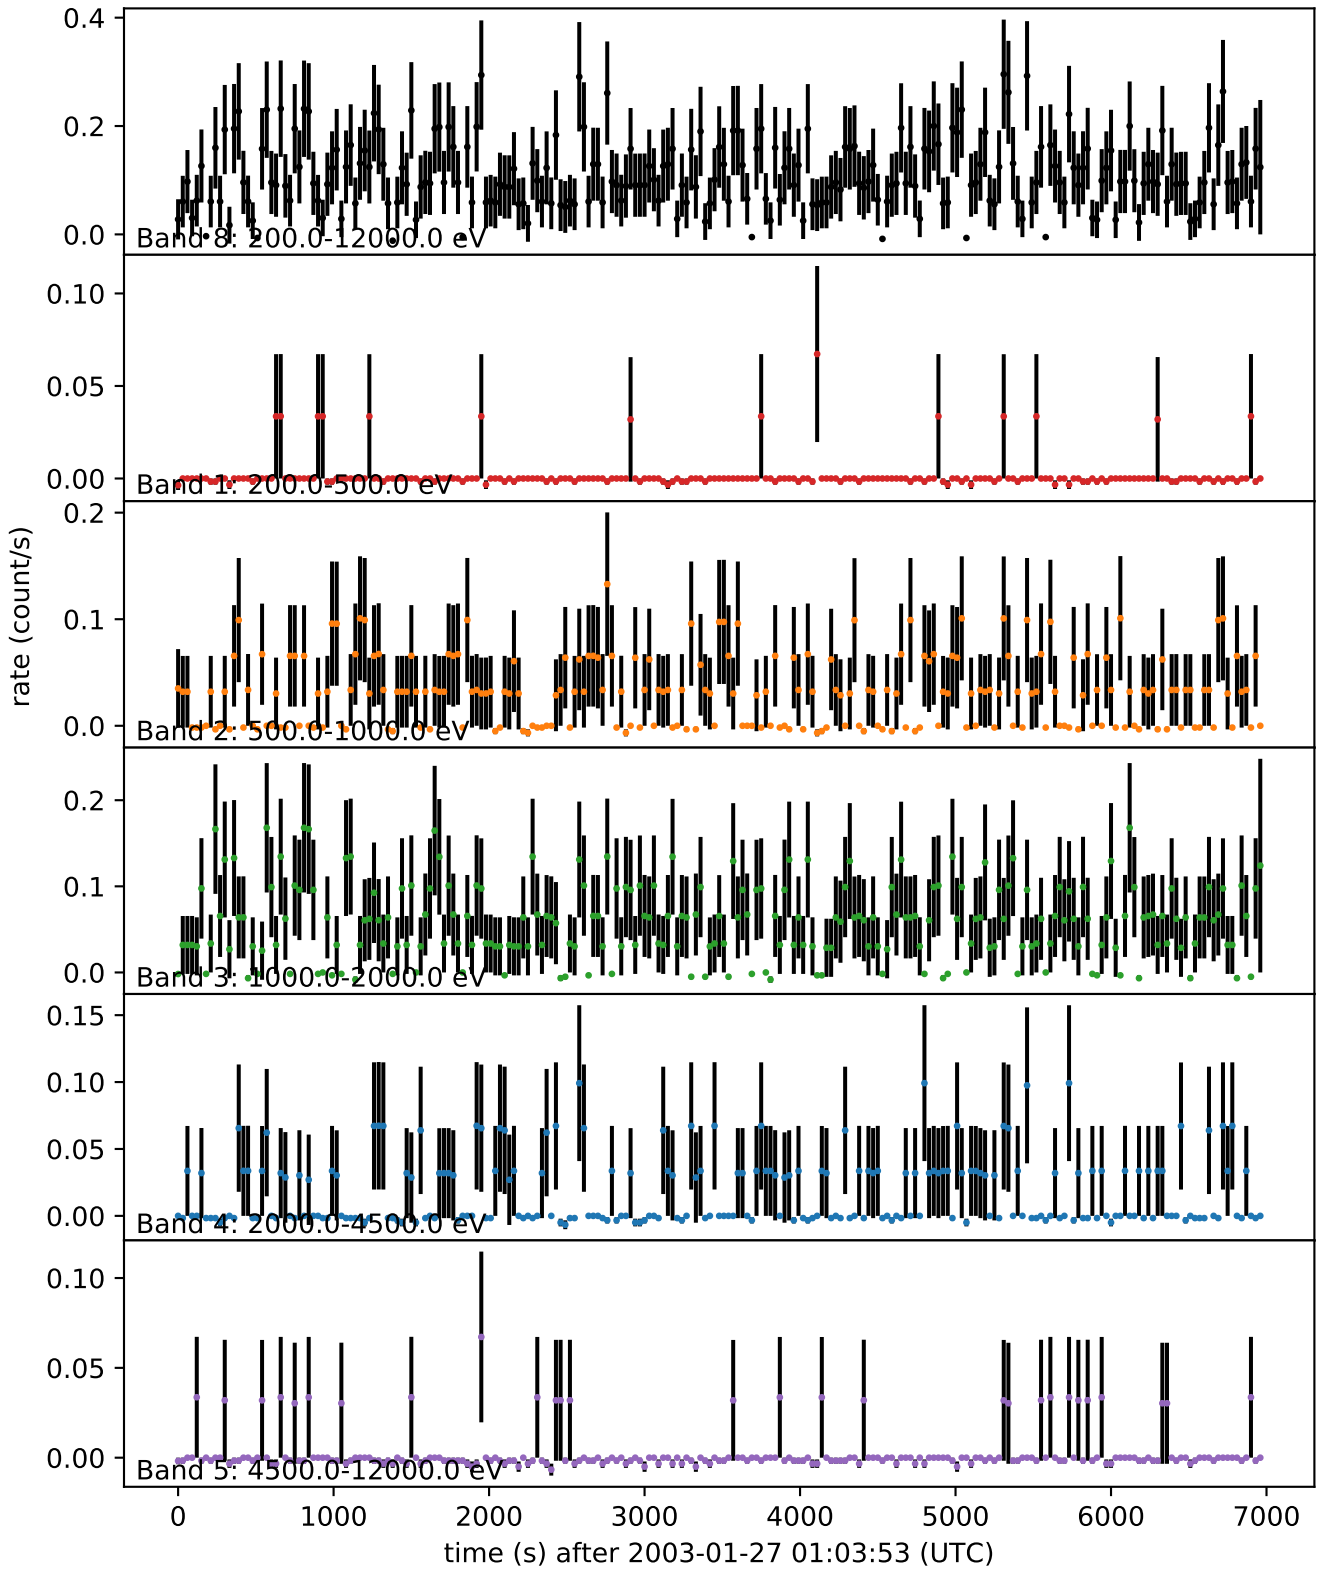 0.4
0.2
0.0
Band 8: 200.0-12000.0 eV
0.10
0.05
0.00
Band 1: 200.0-500.0 eV
0.2
0.1
0.0
Band 2: 500.0-1000.0 eV
rate (count/s)
0.2
0.1
0.0
Band 3: 1000.0-2000.0 eV
0.15
0.10
0.05
0.00
Band 4: 2000.0-4500.0 eV
0.10
0.05
0.00
Band 5: 4500.0-12000.0 eV
0 1000 2000 3000 4000 5000 6000 7000
time (s) after 2003-01-27 01:03:53 (UTC)